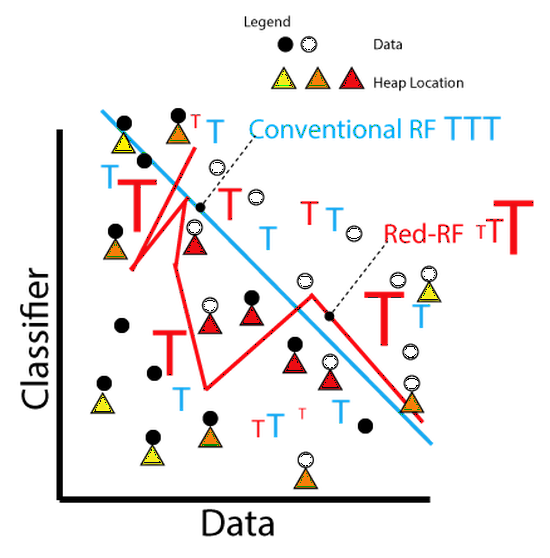 Legend
Data
Heap Location
T T
Conventional RF TTT
T T
T T T
T
Red-RF TTT
T T
T
T
T T T T
Classifier
Data